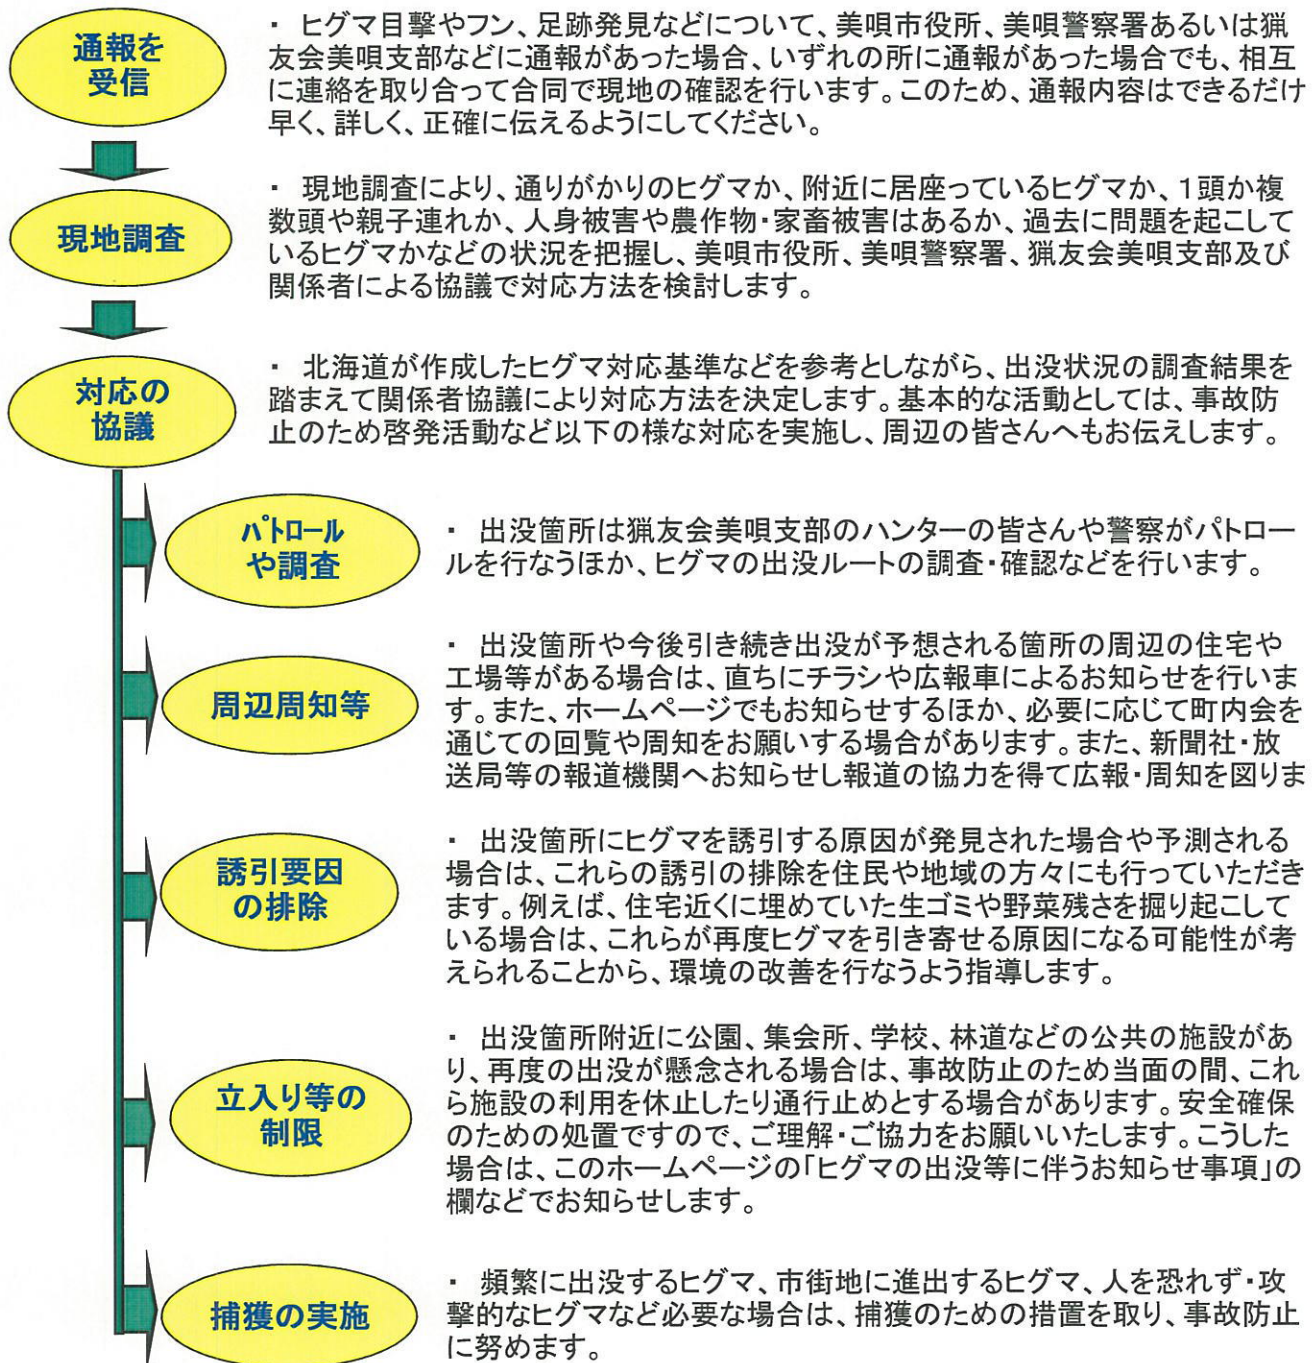 通報を
受信
・ ヒグマ目撃やフン、足跡発見などについて、美唄市役所、美唄警察署あるいは猟
友会美唄支部などに通報があった場合、いずれの所に通報があった場合でも、相互
に連絡を取り合って合同で現地の確認を行います。このため、通報内容はできるだけ
早く、詳しく、正確に伝えるようにしてください。
現地調査
・ 現地調査により、通りがかりのヒグマか、附近に居座っているヒグマか、1頭か複
数頭や親子連れか、人身被害や農作物・家畜被害はあるか、過去に問題を起こして
いるヒグマかなどの状況を把握し、美唄市役所、美唄警察署、猟友会美唄支部及び
関係者による協議で対応方法を検討します。
対応の
協議
・ 北海道が作成したヒグマ対応基準などを参考としながら、出没状況の調査結果を
踏まえて関係者協議により対応方法を決定します。基本的な活動としては、事故防
止のため啓発活動など以下の様な対応を実施し、周辺の皆さんへもお伝えします。
パトロール
や調査
・ 出没箇所は猟友会美唄支部のハンターの皆さんや警察がパトロー
ルを行なうほか、ヒグマの出没ルートの調査・確認などを行います。
周辺周知等
・ 出没箇所や今後引き続き出没が予想される箇所の周辺の住宅や
工場等がある場合は、直ちにチラシや広報車によるお知らせを行いま
す。また、ホームページでもお知らせするほか、必要に応じて町内会を
通じての回覧や周知をお願いする場合があります。また、新聞社・放
送局等の報道機関へお知らせし報道の協力を得て広報・周知を図りま
誘引要因
の排除
・ 出没箇所にヒグマを誘引する原因が発見された場合や予測される
場合は、これらの誘引の排除を住民や地域の方々にも行っていただき
ます。例えば、住宅近くに埋めていた生ゴミや野菜残さを掘り起こして
いる場合は、これらが再度ヒグマを引き寄せる原因になる可能性が考
えられることから、環境の改善を行なうよう指導します。
立入り等の
制限
・ 出没箇所附近に公園、集会所、学校、林道などの公共の施設があ
り、再度の出没が懸念される場合は、事故防止のため当面の間、これ
ら施設の利用を休止したり通行止めとする場合があります。安全確保
のための処置ですので、ご理解・ご協力をお願いいたします。こうした
場合は、このホームページの「ヒグマの出没等に伴うお知らせ事項」の
欄などでお知らせします。
捕獲の実施
・ 頻繁に出没するヒグマ、市街地に進出するヒグマ、人を恐れず・攻
撃的なヒグマなど必要な場合は、捕獲のための措置を取り、事故防止
に努めます。